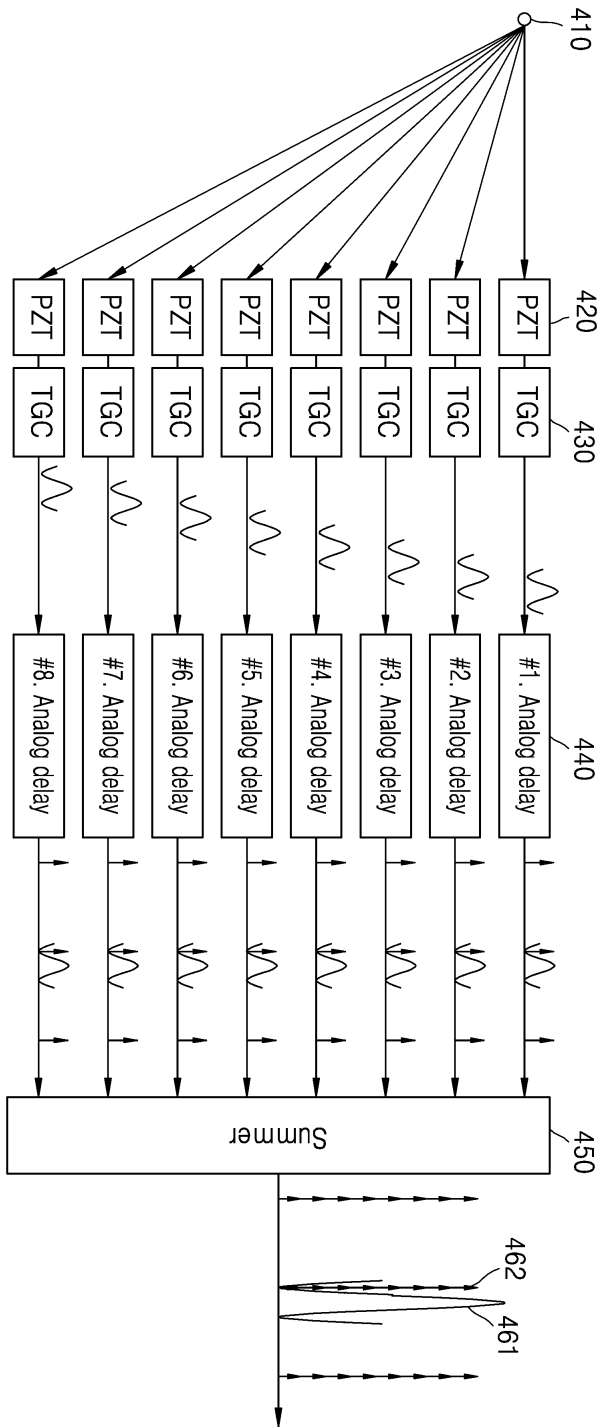 410
420
430
440
450
462
461
PZT
TGC
#1. Analog delay
PZT
TGC
#2. Analog delay
PZT
TGC
#3. Analog delay
PZT
TGC
#4. Analog delay
PZT
TGC
#5. Analog delay
PZT
TGC
#6. Analog delay
PZT
TGC
#7. Analog delay
PZT
TGC
#8. Analog delay
Summer